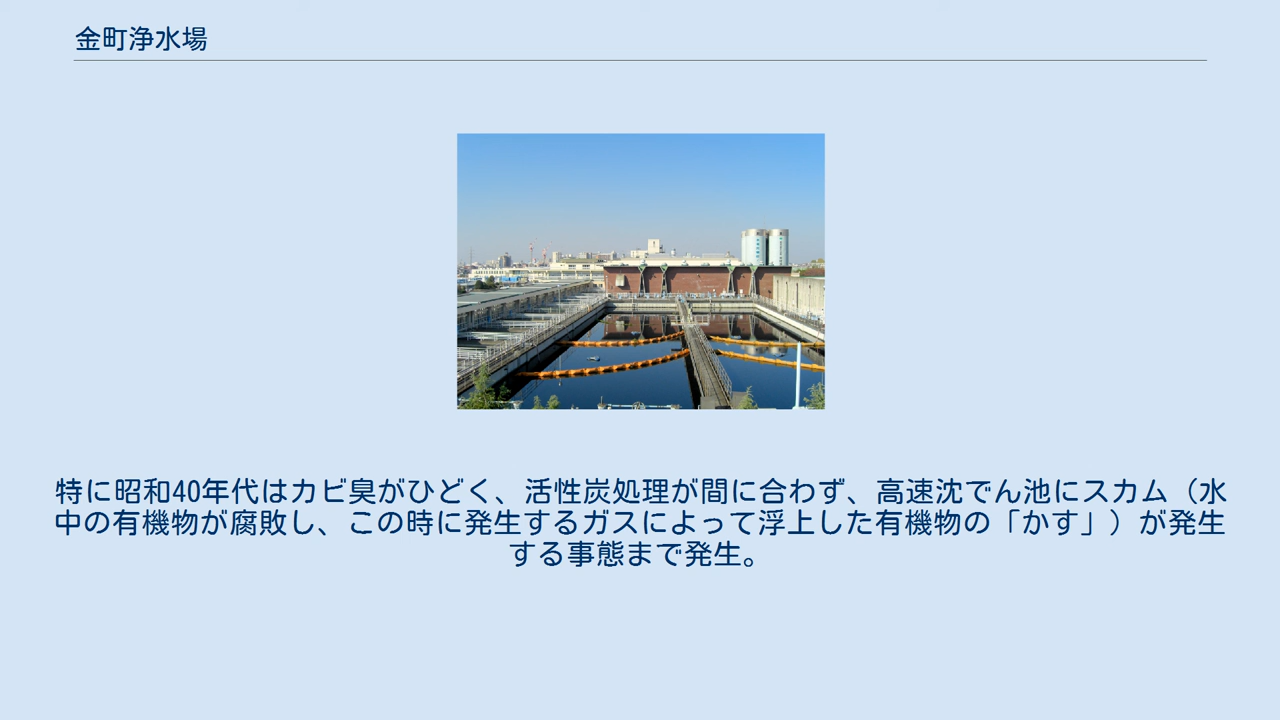 金町浄水場
特に昭和40年代はカビ臭がひどく、活性炭処理が間に合わず、高速沈でん池にスカム（水
中の有機物が腐敗し、この時に発生するガスによって浮上した有機物の「かす」）が発生
する事態まで発生。